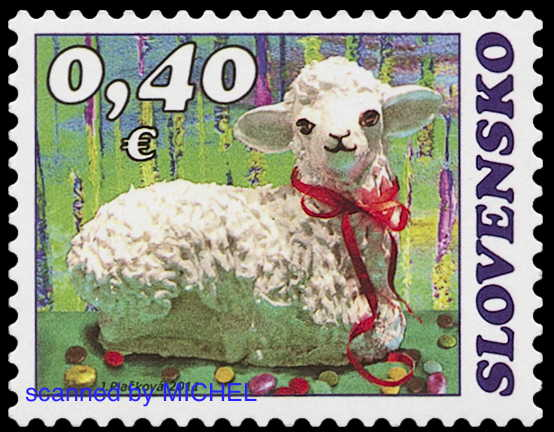 0,40
€
SLOVENSKO
scanned by MICHEL